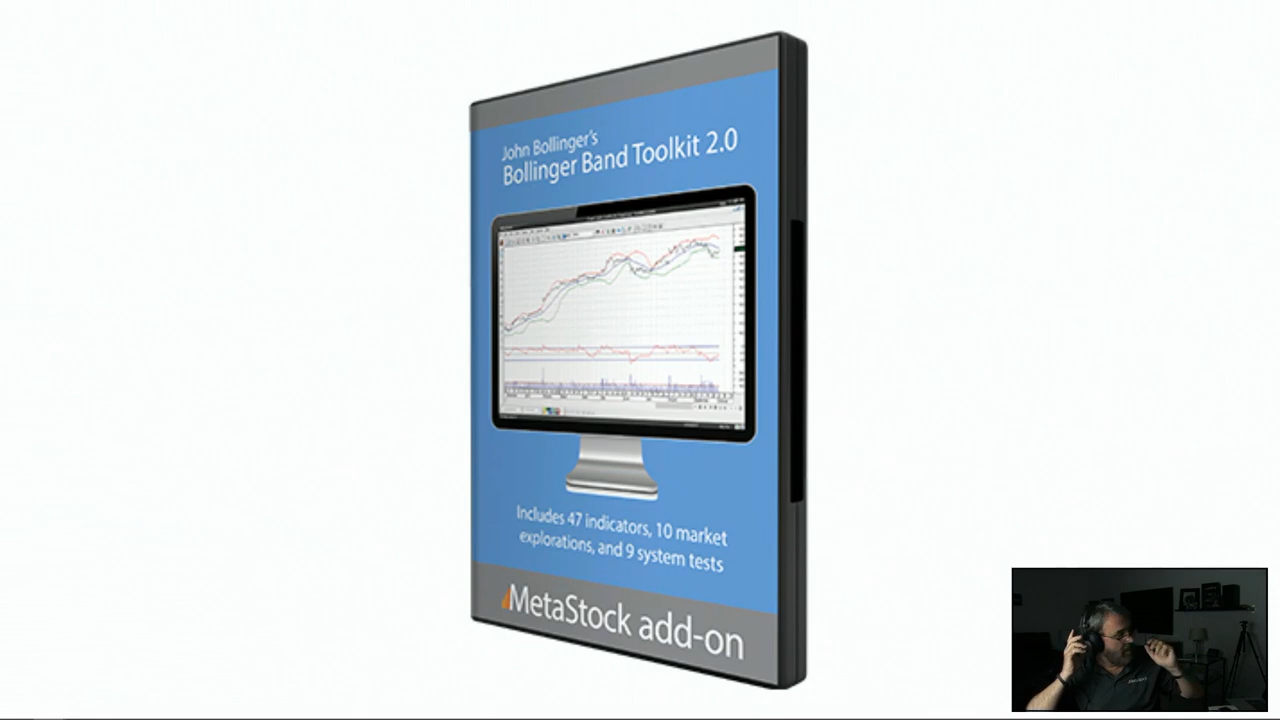 John Bollinger's
Bollinger Band Toolkit 2.0
Includes 47 indicators, 10 market
explorations, and 9 system tests
MetaStock add-on